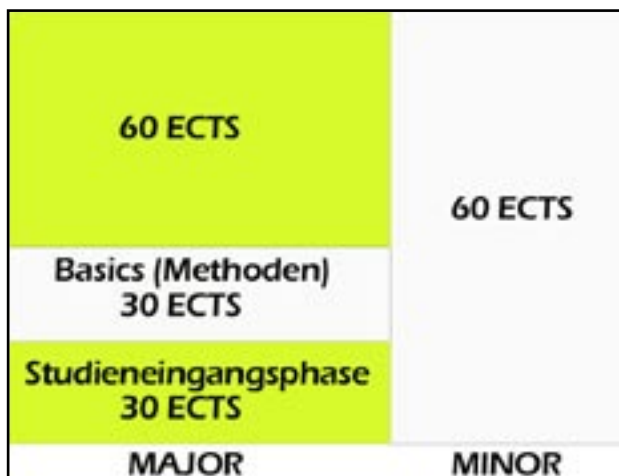 60 ECTS
Basics (Methoden)
30 ECTS
Studieneingangsphase
30 ECTS
MAJOR
60 ECTS
MINOR